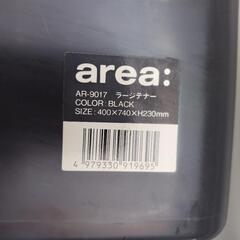 area:
AR-9017 ラージテナー
COLOR: BLACK
SIZE: 400×740×H230mm
4 979330 919695